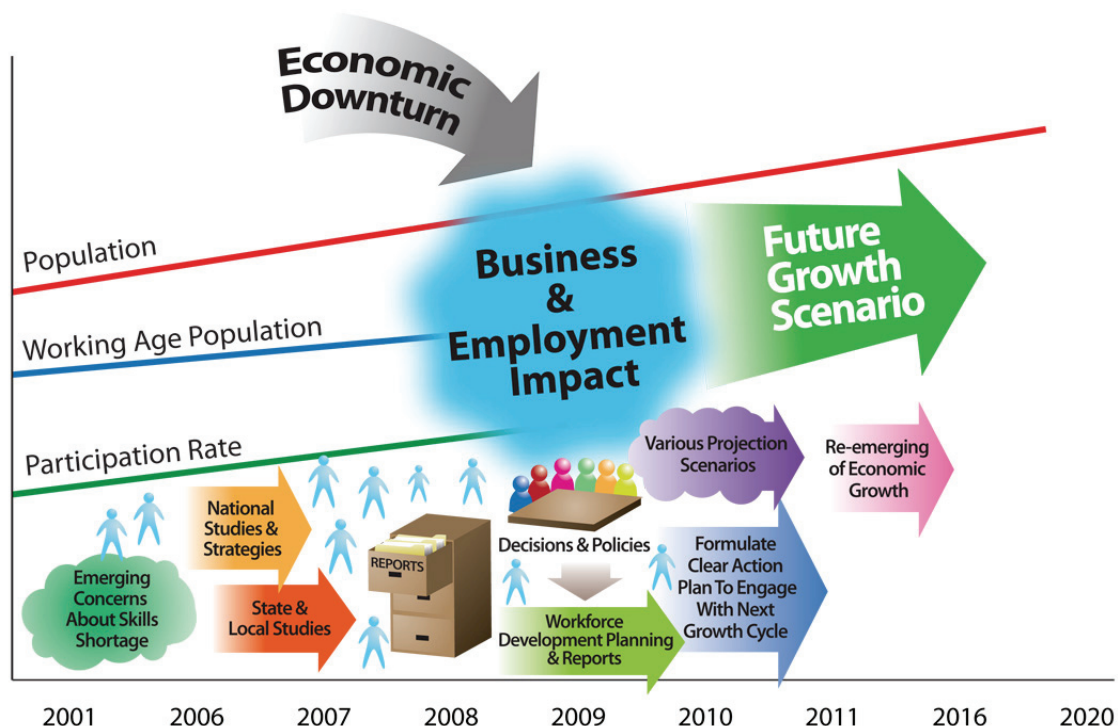 Economic
Downturn
Population
Working Age Population
Participation Rate
Business
&
Employment
Impact
Future
Growth
Scenario
Various Projection
Scenarios
Re-emerging
of Economic
Growth
National
Studies &
Strategies
REPORTS
Decisions & Policies
Formulate
Clear Action
Plan To Engage
With Next
Growth Cycle
Emerging
Concerns
About Skills
Shortage
State &
Local Studies
Workforce
Development Planning
& Reports
2001 2006 2007 2008 2009 2010 2011 2016 2020